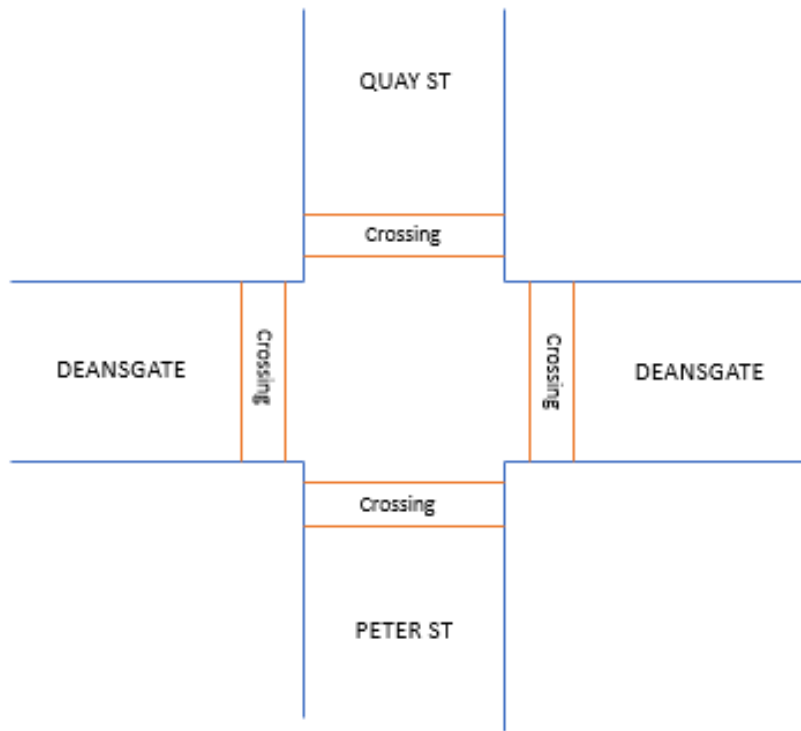 QUAY ST
Crossing
DEANSGATE
Crossing
Crossing
DEANSGATE
Crossing
PETER ST